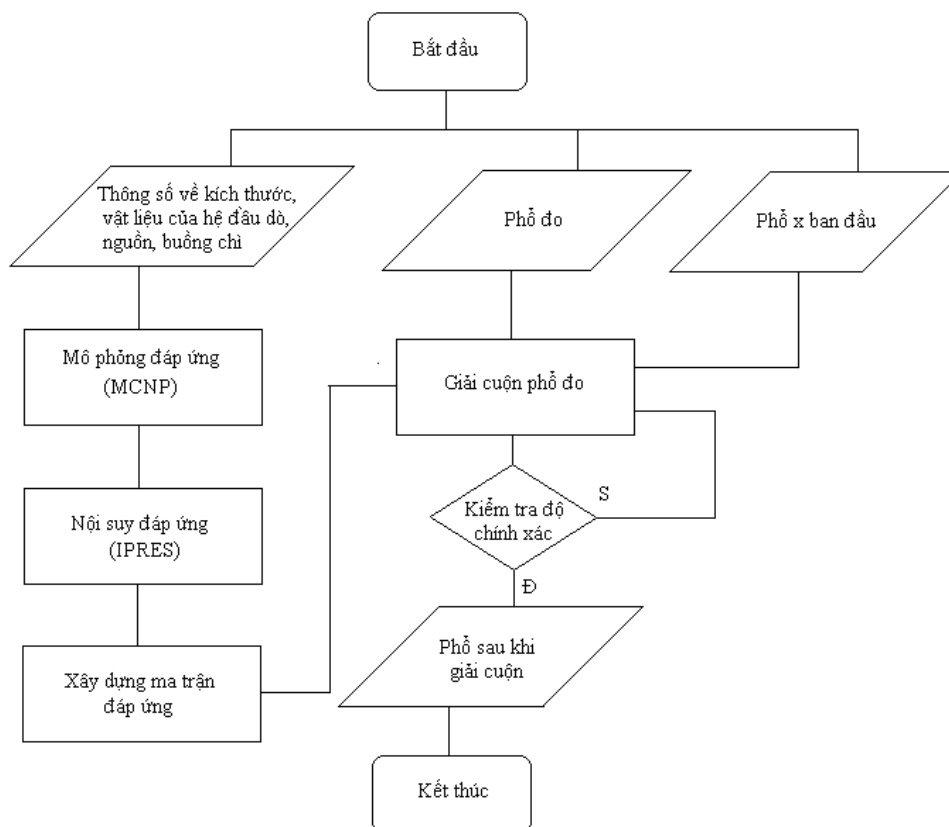 Bắt đầu
Thông số về kích thước,
vật liệu của hệ đầu dò,
nguồn, buồng chì
Phổ đo
Phổ x ban đầu
Mô phỏng đáp ứng
(MCNP)
Giải cuộn phổ đo
Nội suy đáp ứng
(IPRES)
Kiểm tra độ
chính xác
S
Đ
Xây dựng ma trận
đáp ứng
Phổ sau khi
giải cuộn
Kết thúc